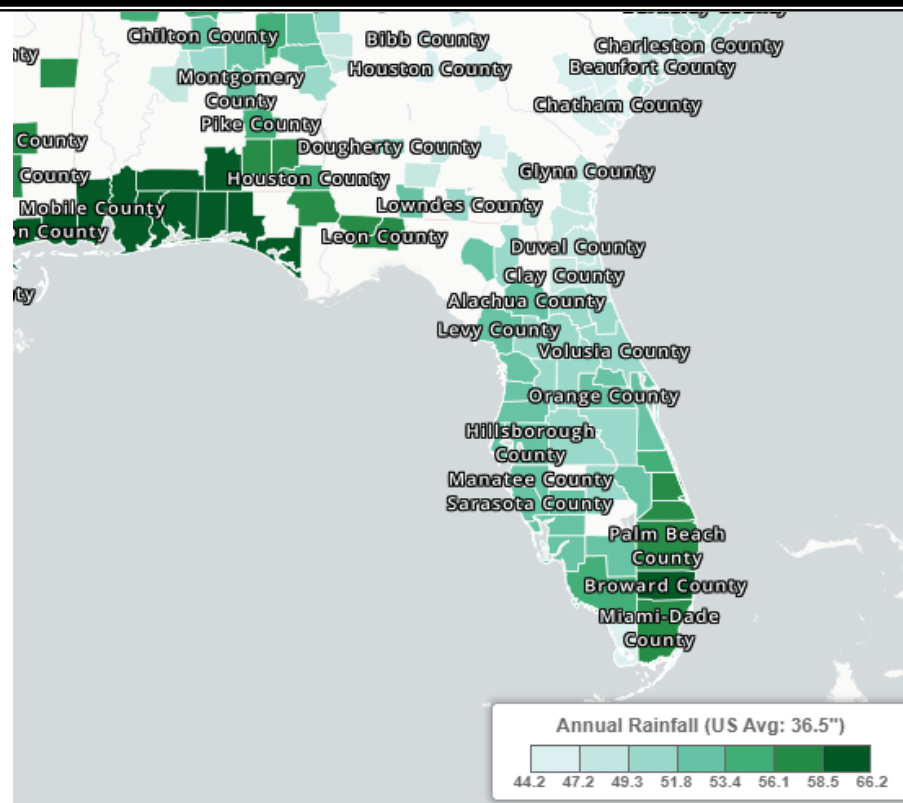 Chilton County
Bibb County
Charleston County
nty
Houston County
Beaufort County
Montgomery
County
Chatham County
Pike County
County
Dougherty County
County
Houston County
Glynn County
Mobile County
Lowndes County
on County
Leon County
Duval County
Clay County
nty
Alachua County
Levy County
Volusia County
Orange County
Hillsborough
County
Manatee County
Sarasota County
Palm Beach
County
Broward County
Miami-Dade
County
Annual Rainfall (US Avg: 36.5")
44.2 47.2 49.3 51.8 53.4 56.1 58.5 66.2